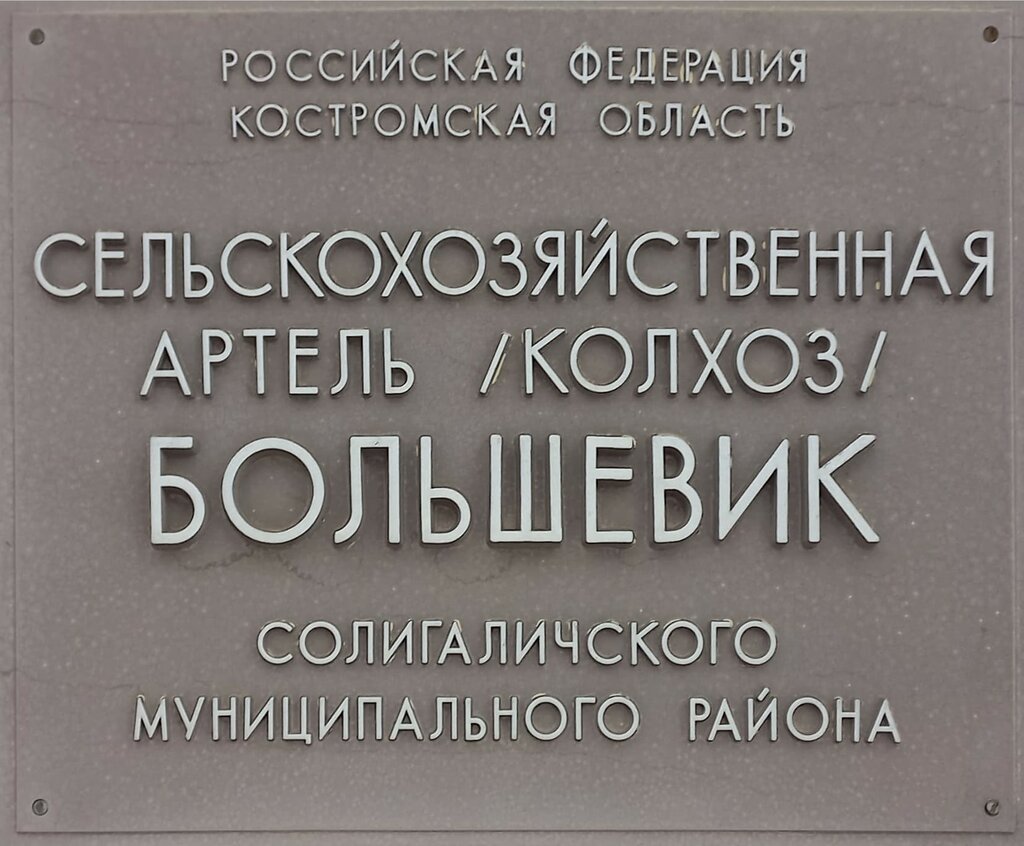 РОССИЙСКАЯ ФЕДЕРАЦИЯ
КОСТРОМСКАЯ ОБЛАСТЬ
СЕЛЬСКОХОЗЯЙСТВЕННАЯ
АРТЕЛЬ /КОЛХОЗ/
БОЛЬШЕВИК
СОЛИГАЛИЧСКОГО
МУНИЦИПАЛЬНОГО РАЙОНА